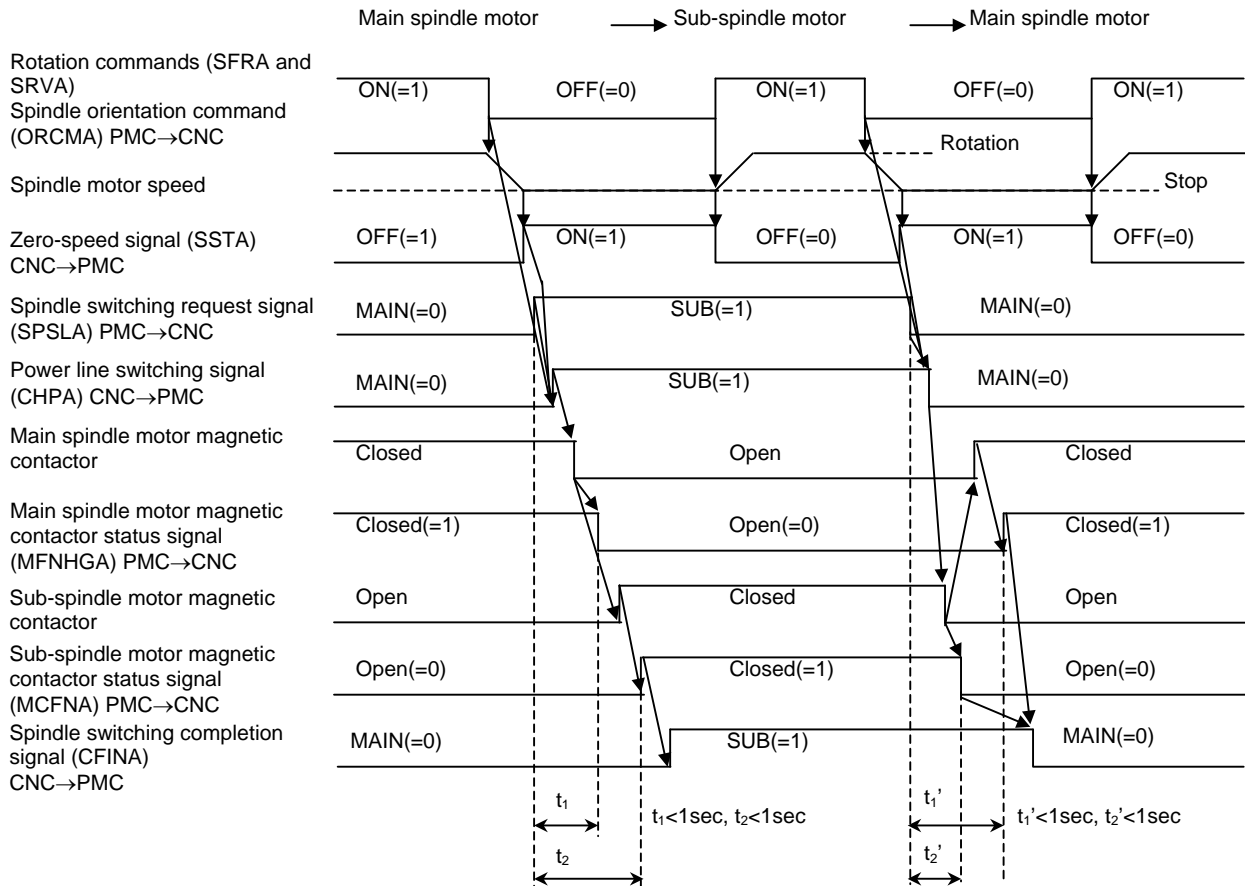 Main spindle motor → Sub-spindle motor → Main spindle motor
Rotation commands (SFRA and
SRVA)
Spindle orientation command
(ORCMA) PMC→CNC
ON(=1) OFF(=0) ON(=1) OFF(=0) ON(=1)
Rotation
Spindle motor speed
Stop
Zero-speed signal (SSTA)
CNC→PMC
OFF(=1) ON(=1) OFF(=0) ON(=1) OFF(=0)
Spindle switching request signal
(SPSLA) PMC→CNC
MAIN(=0) SUB(=1) MAIN(=0)
Power line switching signal
(CHPA) CNC→PMC
MAIN(=0) SUB(=1) MAIN(=0)
Main spindle motor magnetic
contactor
Closed Open Closed
Main spindle motor magnetic
contactor status signal
(MFNHGA) PMC→CNC
Closed(=1) Open(=0) Closed(=1)
Sub-spindle motor magnetic
contactor
Open Closed Open
Sub-spindle motor magnetic
contactor status signal
(MCFNA) PMC→CNC
Open(=0) Closed(=1) Open(=0)
Spindle switching completion
signal (CFINA)
CNC→PMC
MAIN(=0) SUB(=1) MAIN(=0)
t1 t1<1sec, t2<1sec t1' t1'<1sec, t2'<1sec
t2 t2'